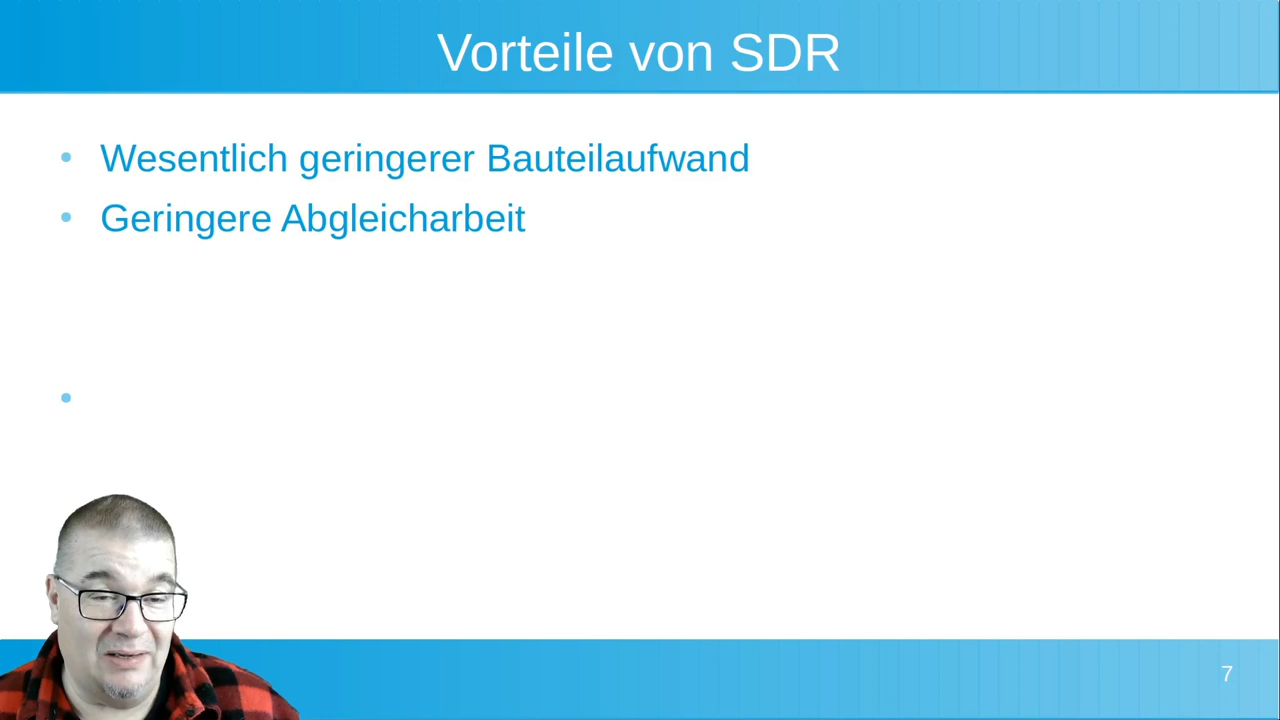 Vorteile von SDR
• Wesentlich geringerer Bauteilaufwand
• Geringere Abgleicharbeit
•
7